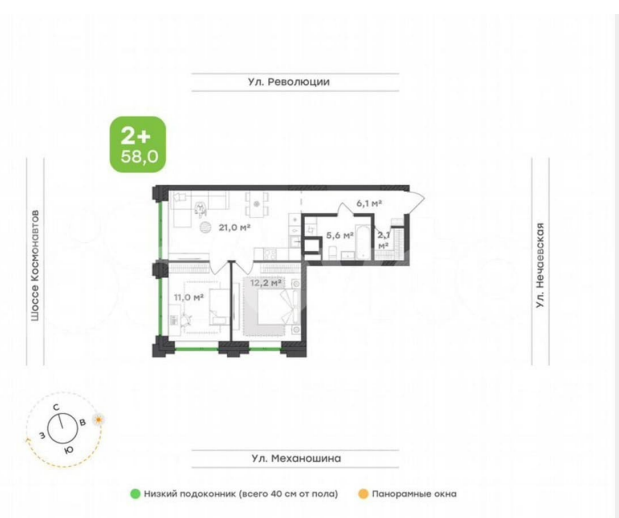 Ул. Революции
2+
58,0
6,1 м²
21,0 м²
5,6 м²
2,1
м²
11,0 м²
12,2 м²
Шоссе Космонавтов
Ул. Нечаевская
С
В
З
Ю
Ул. Механошина
Низкий подоконник (всего 40 см от пола)
Панорамные окна